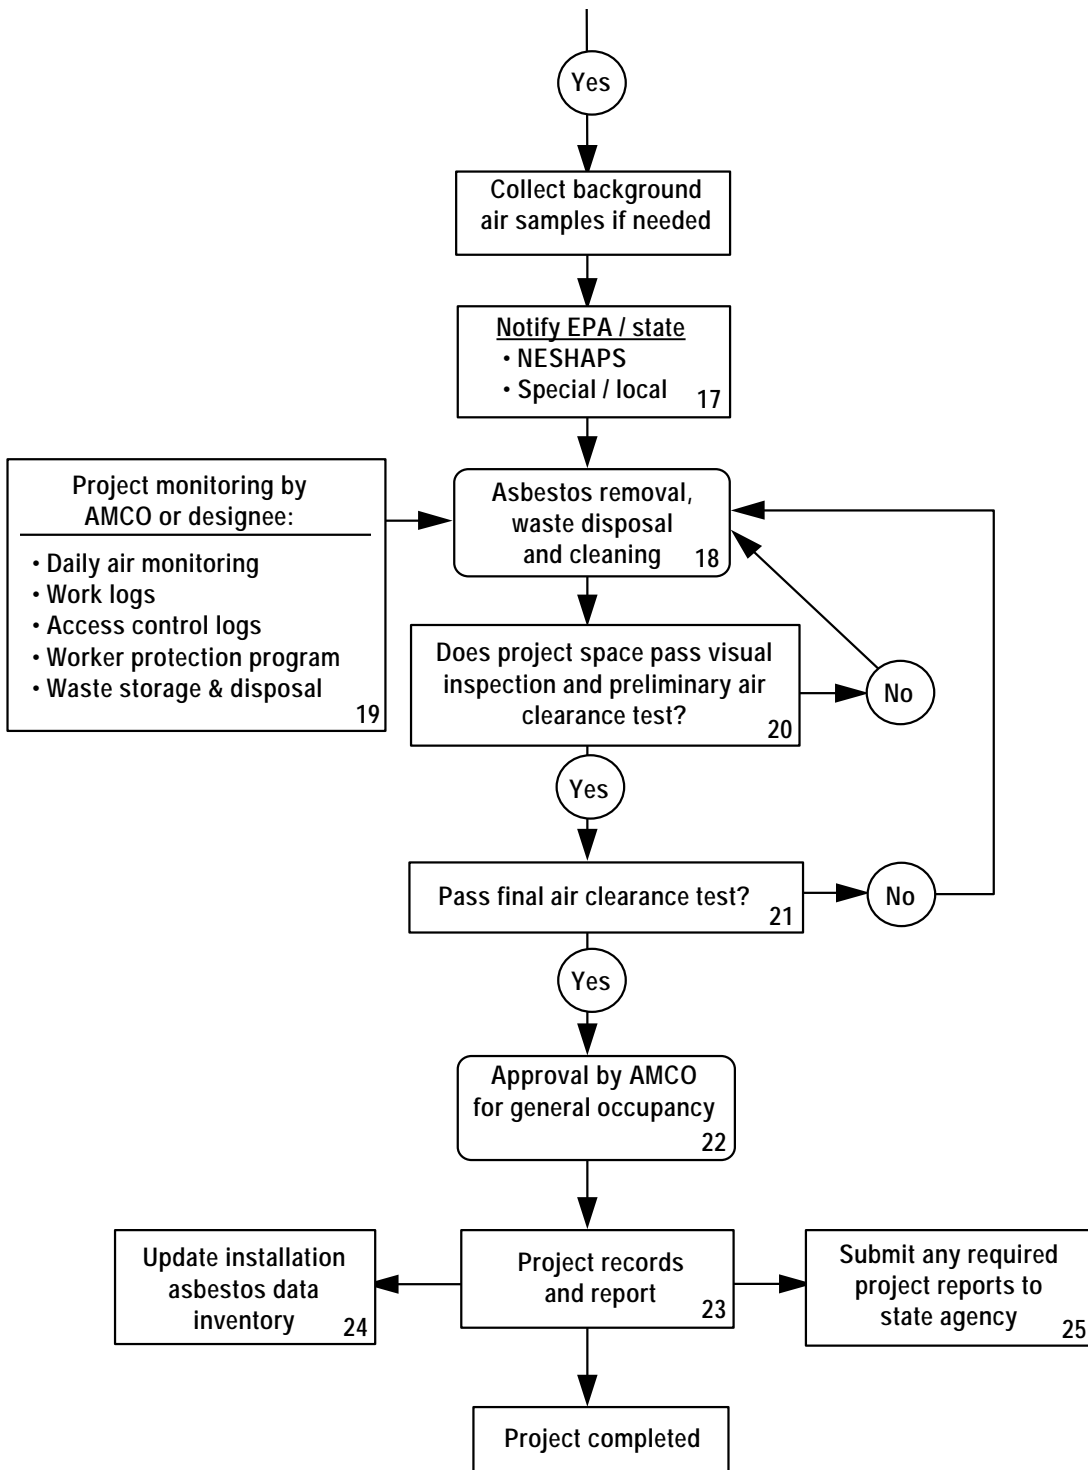 Yes
Collect background
air samples if needed
Notify EPA / state
• NESHAPS
• Special / local
17
Project monitoring by
AMCO or designee:
• Daily air monitoring
• Work logs
• Access control logs
• Worker protection program
• Waste storage & disposal
19
Asbestos removal,
waste disposal
and cleaning
18
Does project space pass visual
inspection and preliminary air
clearance test?
20
No
Yes
Pass final air clearance test?
21
No
Yes
Approval by AMCO
for general occupancy
22
Update installation
asbestos data
inventory
24
Project records
and report
23
Submit any required
project reports to
state agency
25
Project completed